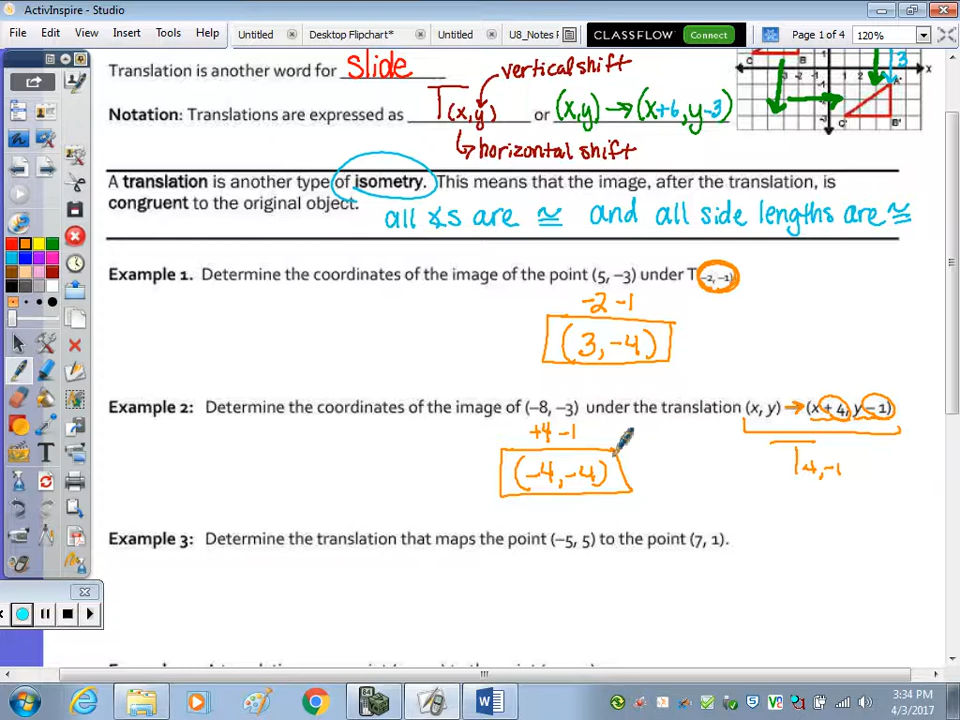 ActivInspire - Studio
File Edit View Insert Tools Help
Untitled
Desktop Flipchart*
Untitled
U8_Notes F
CLASSFLOW Connect
Page 1 of 4
120%
Translation is another word for slide
vertical shift
Notation: Translations are expressed as T(x,y) or (x,y) → (x+6, y-3)
horizontal shift
3
x
A translation is another type of isometry. This means that the image, after the translation, is
congruent to the original object.
all ∡s are ≅ and all side lengths are ≅
Example 1. Determine the coordinates of the image of the point (5, −3) under T(−2, −1)
-2 -1
(3, -4)
Example 2: Determine the coordinates of the image of (−8, −3) under the translation (x, y) → (x + 4, y − 1)
+4 -1
(-4, -4)
T4,-1
Example 3: Determine the translation that maps the point (−5, 5) to the point (7, 1).
3:34 PM
4/3/2017